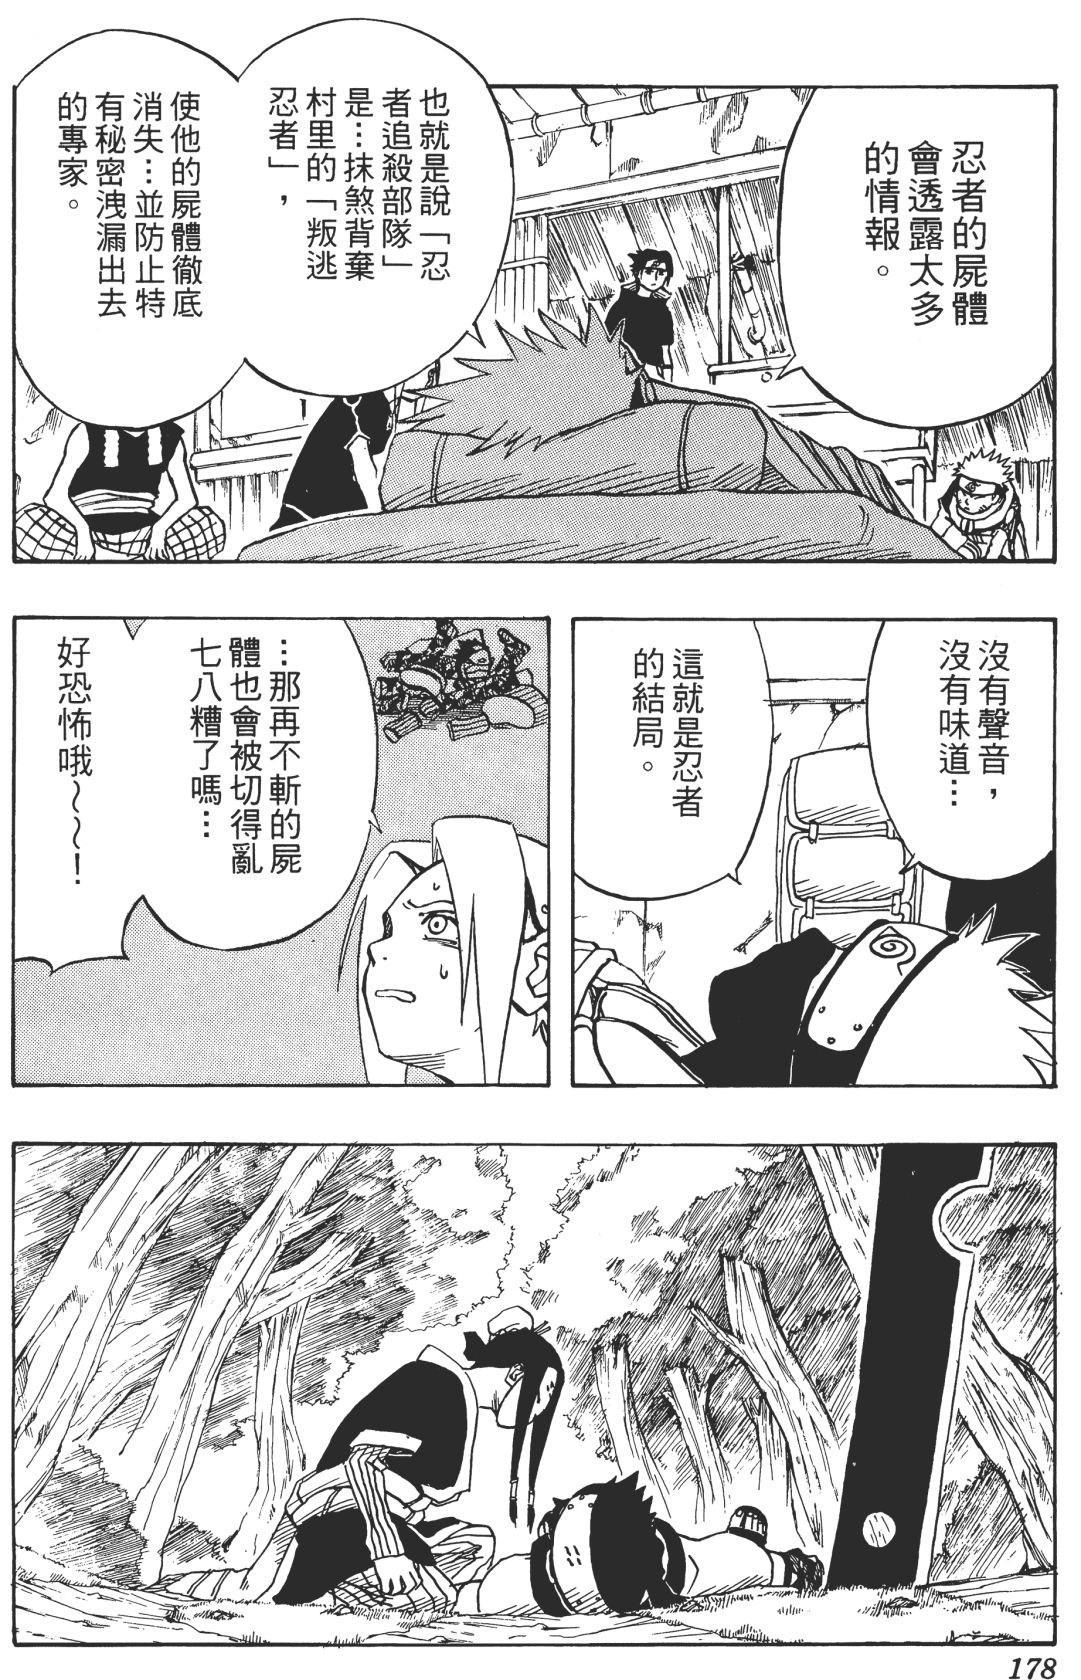 忍者的屍體
會透露太多
的情報。
也就是說「忍
者追殺部隊」
是…抹煞背棄
村里的「叛逃
忍者」，
使他的屍體徹底
消失…並防止特
有秘密洩漏出去
的專家。
沒有聲音，
沒有味道…
這就是忍者
的結局。
…那再不斬的屍
體也會被切得亂
七八糟了嗎…
好恐怖哦～～！
178